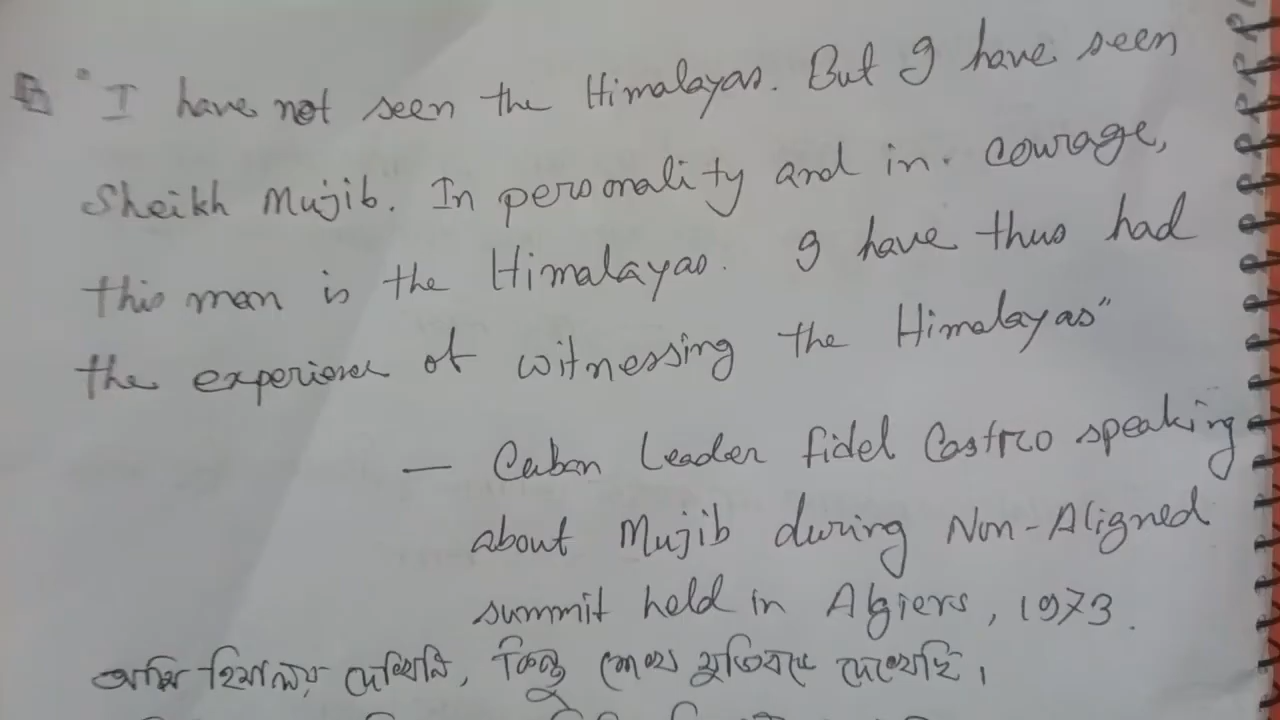 "I have not seen the Himalayas. But I have seen
Sheikh Mujib. In personality and in courage,
this man is the Himalayas. I have thus had
the experience of witnessing the Himalayas"
— Cuban Leader Fidel Castro speaking
about Mujib during Non-Aligned
summit held in Algiers, 1973.
আমি হিমালয় দেখিনি, কিন্তু শেখ মুজিবকে দেখেছি।